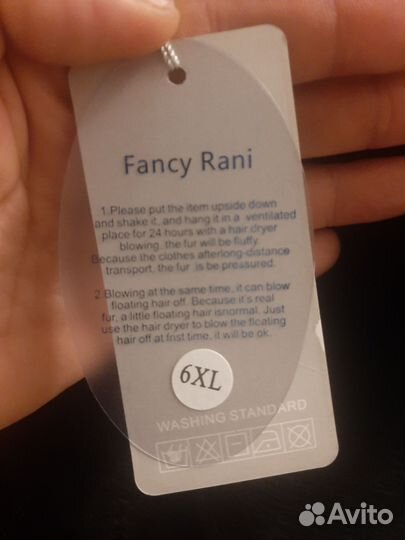 Fancy Rani
1.Please put the item upside down
and shake it, and hang it in a ventilated
place for 24 hours with a hair dryer
blowing, the fur will be fluffy.
Because the clothes afterlong-distance
transport, the fur is be pressured.
2.Blowing at the same time, it can blow
floating hair off. Because it's real
fur, a little floating hair isnormal. Just
use the hair dryer to blow the floating
hair off at frist time, it will be ok.
6XL
WASHING STANDARD
Avito